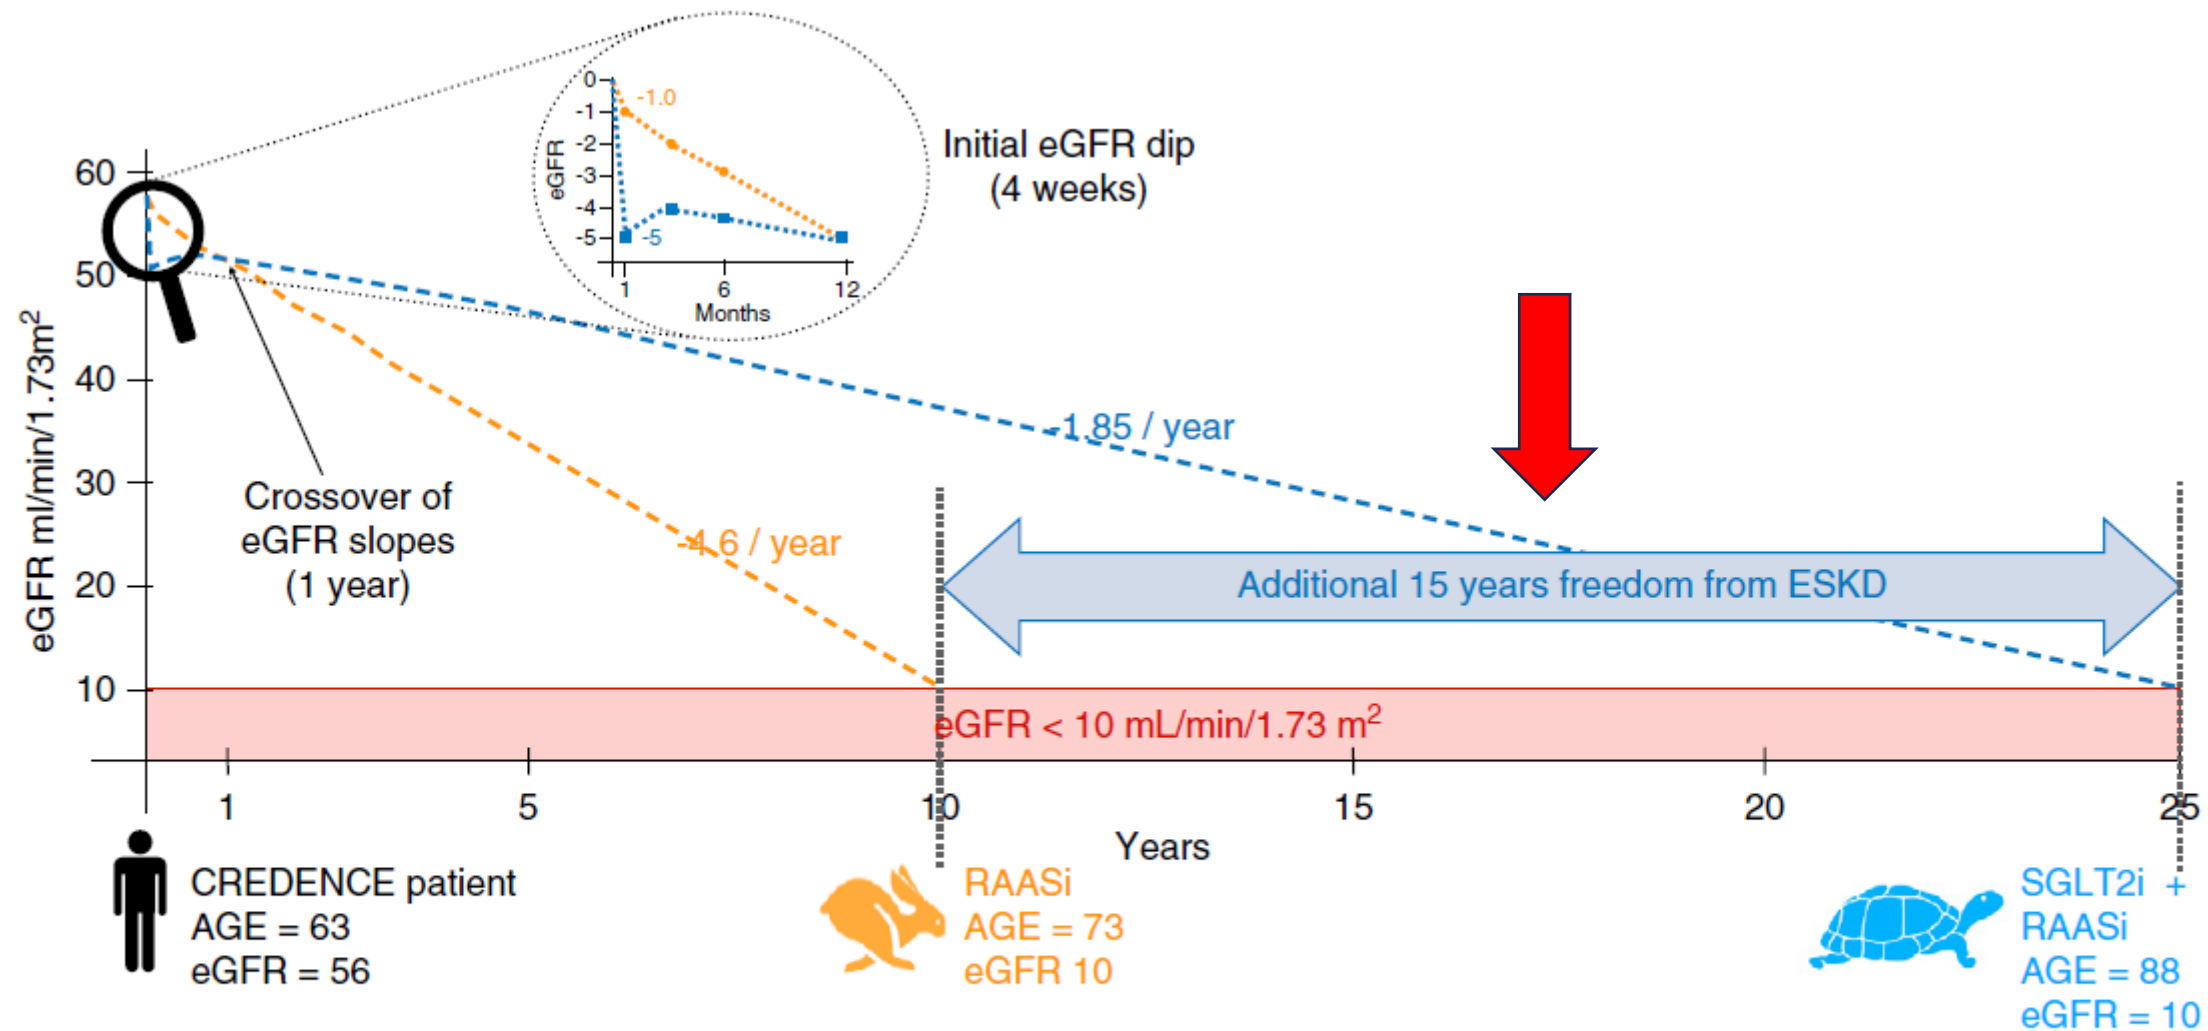 0
-1
-2
-3
-4
-5
eGFR
-1.0
-5
1
6
12
Months
Initial eGFR dip
(4 weeks)
60
50
40
30
20
10
eGFR ml/min/1.73m²
Crossover of
eGFR slopes
(1 year)
-1.85 / year
-4.6 / year
Additional 15 years freedom from ESKD
eGFR < 10 mL/min/1.73 m²
1
5
10
15
20
25
Years
CREDENCE patient
AGE = 63
eGFR = 56
RAASi
AGE = 73
eGFR 10
SGLT2i +
RAASi
AGE = 88
eGFR = 10